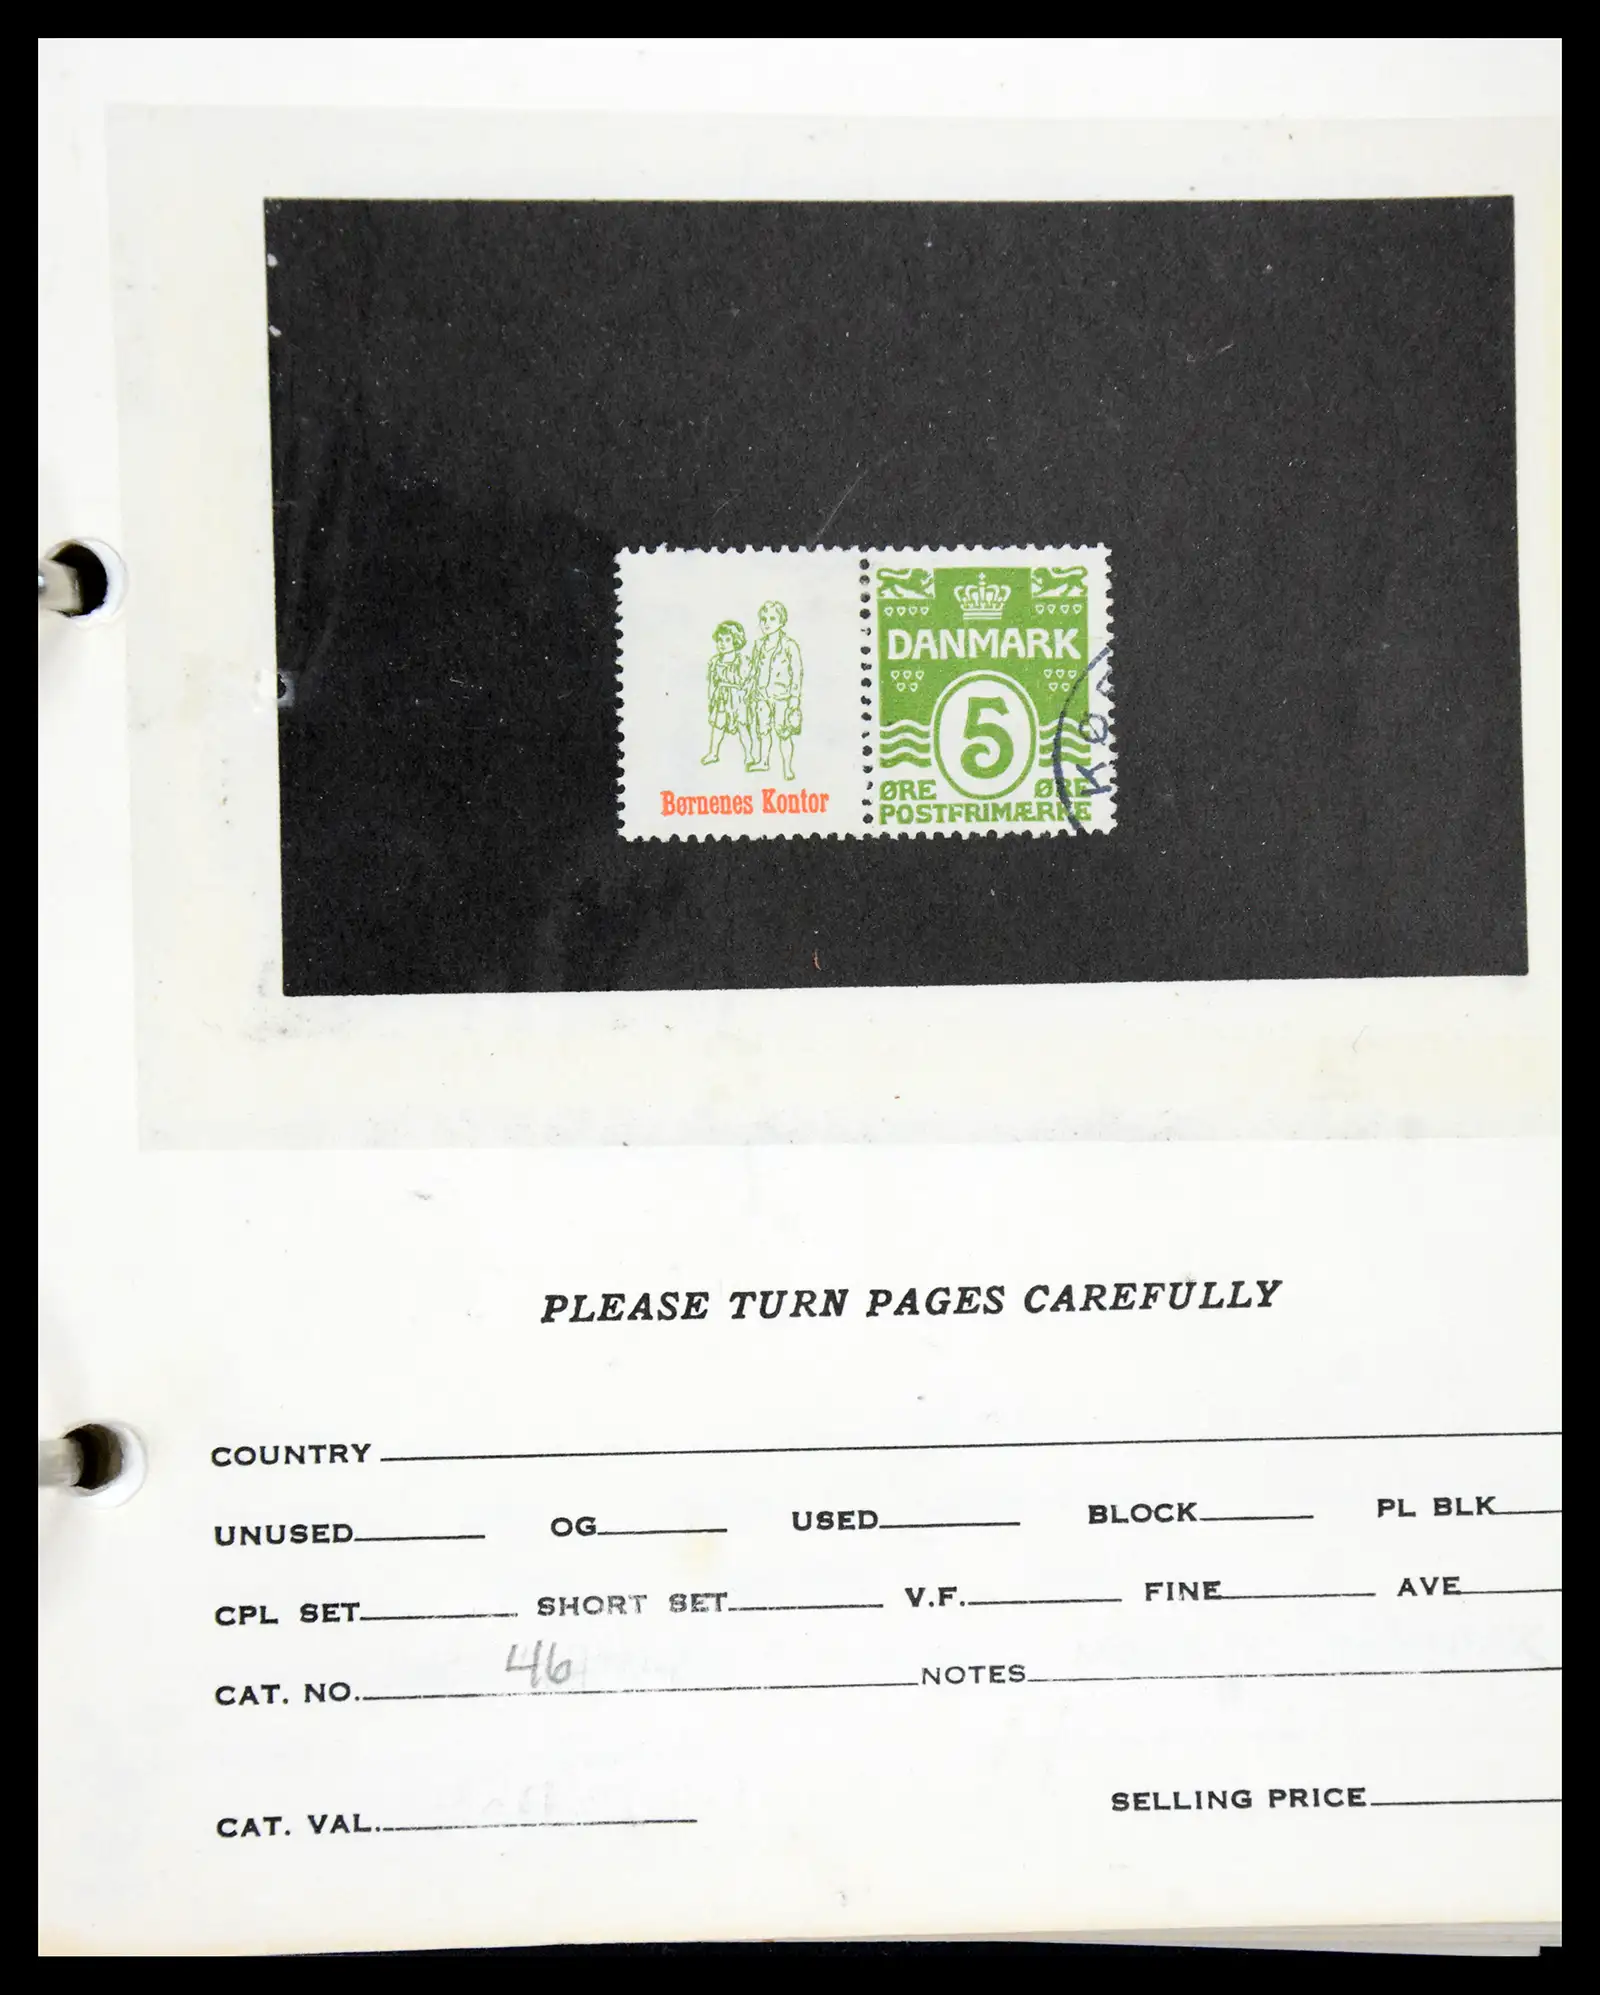 Børnenes Kontor
DANMARK
5
ØRE ØRE
POSTFRIMÆRKE
KØ
PLEASE TURN PAGES CAREFULLY
COUNTRY
UNUSED OG USED BLOCK PL BLK
CPL SET SHORT SET V.F. FINE AVE
46
CAT. NO. NOTES
CAT. VAL. SELLING PRICE